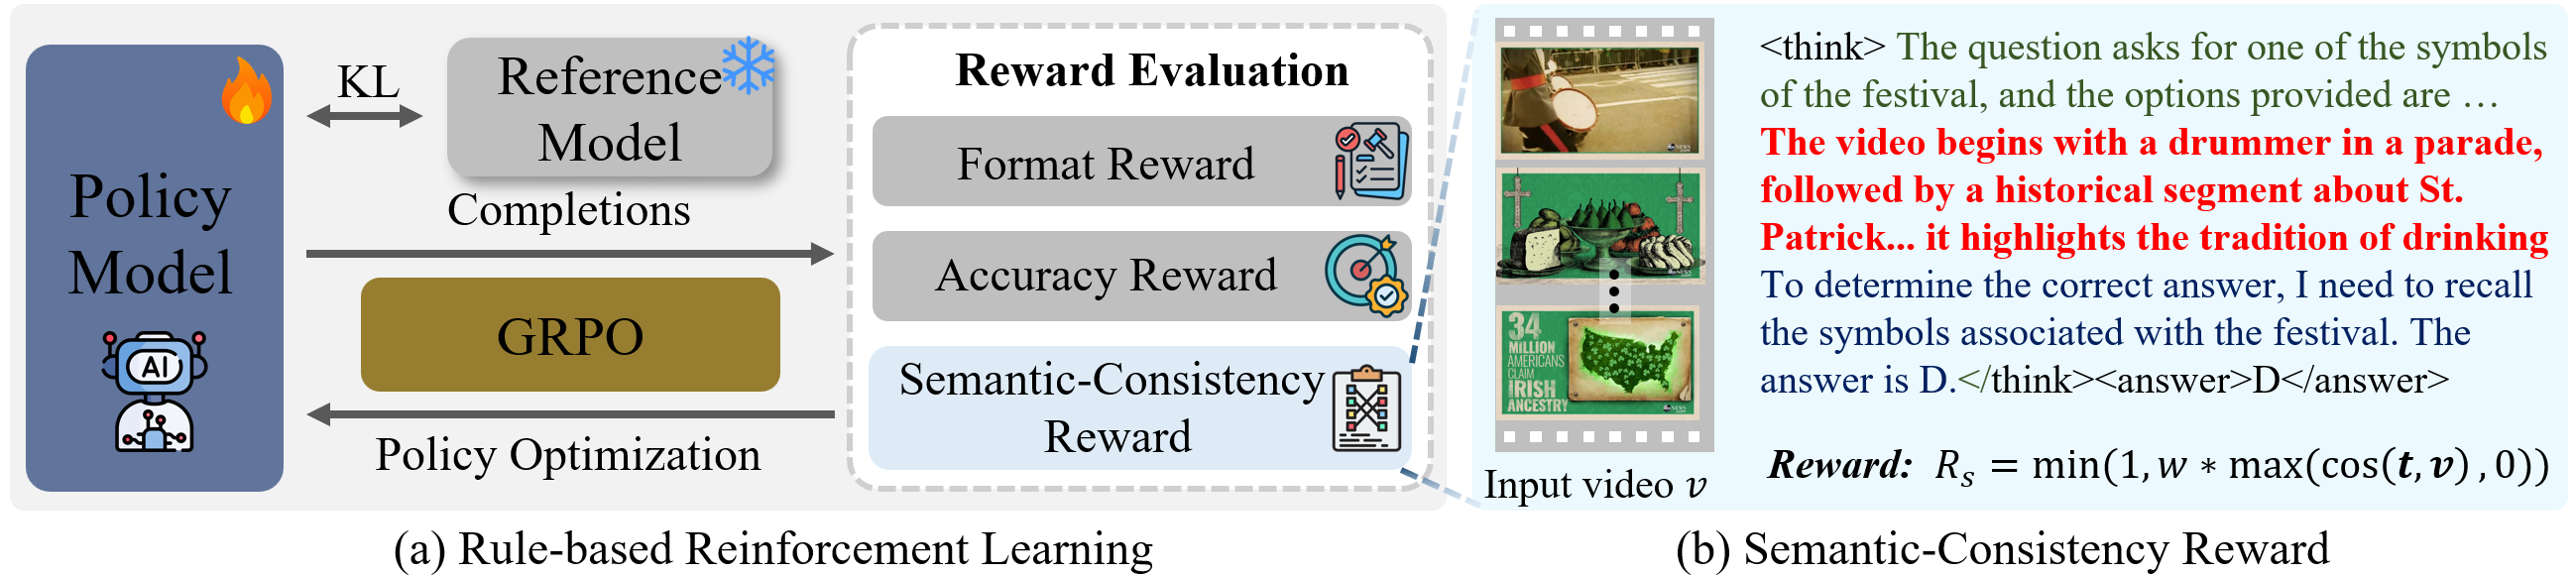 Policy
Model
AI
KL
Reference
Model
Completions
GRPO
Policy Optimization
Reward Evaluation
Format Reward
Accuracy Reward
Semantic-Consistency
Reward
(a) Rule-based Reinforcement Learning
34
MILLION
AMERICANS
CLAIM
IRISH
ANCESTRY
Input video v
<think> The question asks for one of the symbols
of the festival, and the options provided are …
The video begins with a drummer in a parade,
followed by a historical segment about St.
Patrick... it highlights the tradition of drinking
To determine the correct answer, I need to recall
the symbols associated with the festival. The
answer is D.</think><answer>D</answer>
Reward: R_s = min(1, w * max(cos(t, v), 0))
(b) Semantic-Consistency Reward